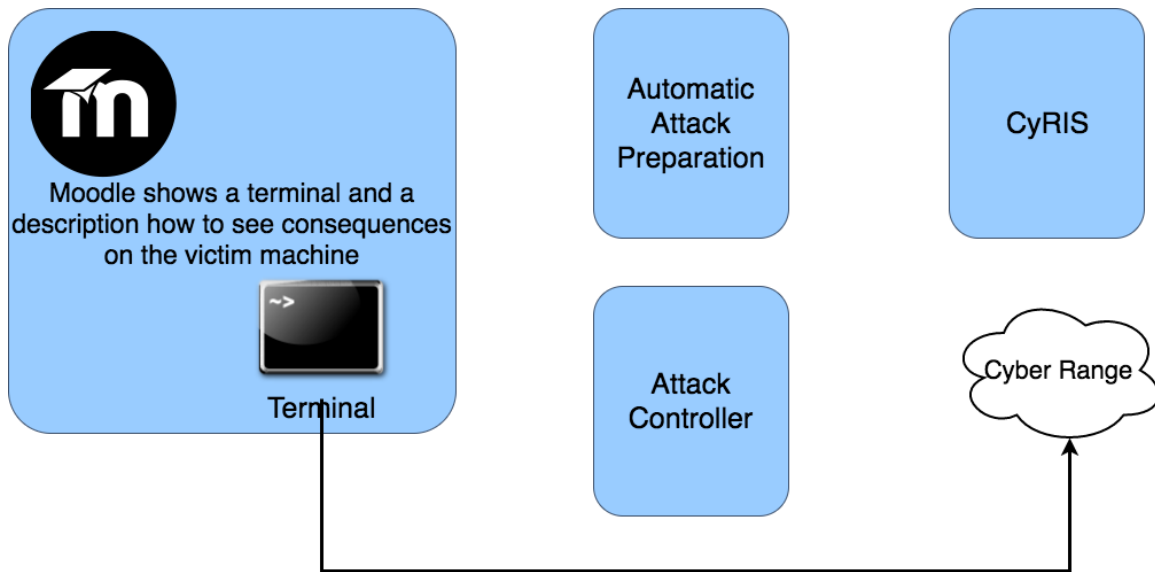 m
Moodle shows a terminal and a
description how to see consequences
on the victim machine
~>
Terminal
Automatic
Attack
Preparation
Attack
Controller
CyRIS
Cyber Range